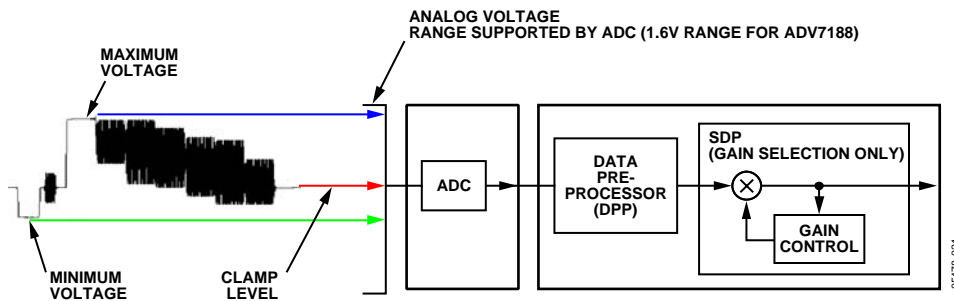 ANALOG VOLTAGE
RANGE SUPPORTED BY ADC (1.6V RANGE FOR ADV7188)
MAXIMUM
VOLTAGE
SDP
(GAIN SELECTION ONLY)
DATA
PRE-
PROCESSOR
(DPP)
ADC
GAIN
CONTROL
MINIMUM
VOLTAGE
CLAMP
LEVEL